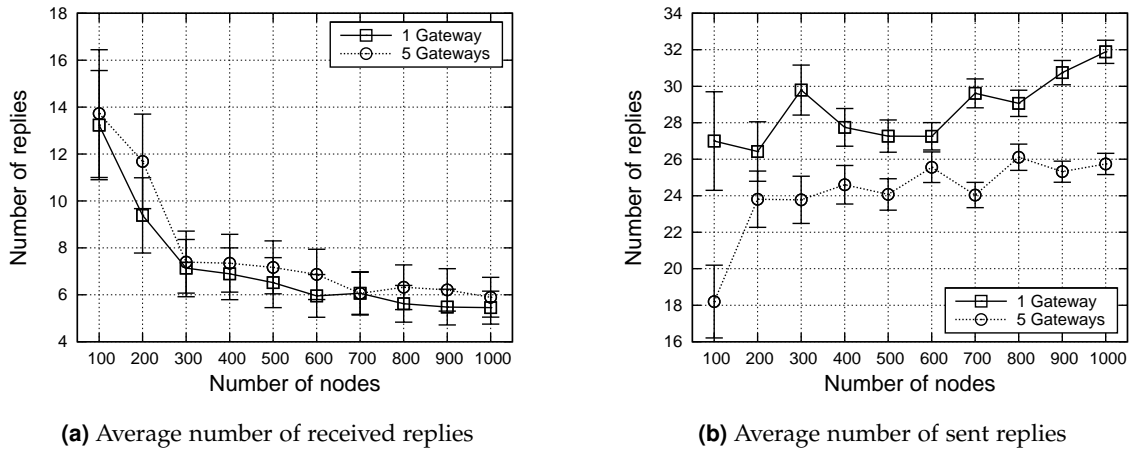 18
16
14
12
10
8
6
4
Number of replies
1 Gateway
5 Gateways
100 200 300 400 500 600 700 800 900 1000
Number of nodes
(a) Average number of received replies
34
32
30
28
26
24
22
20
18
16
Number of replies
1 Gateway
5 Gateways
100 200 300 400 500 600 700 800 900 1000
Number of nodes
(b) Average number of sent replies